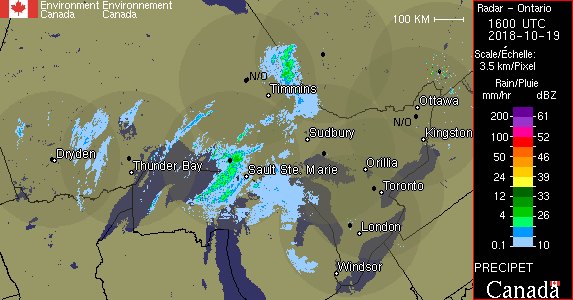 Environment Environnement
Canada Canada
100 KM
N/O
Timmins
Ottawa
N/O
Sudbury
Kingston
Dryden
Thunder Bay
Sault Ste. Marie
Orillia
Toronto
London
Windsor
Radar - Ontario
1600 UTC
2018-10-19
Scale/Échelle:
3.5 km/Pixel
Rain/Pluie
mm/hr dBZ
200 61
100 52
50 46
24 39
12 33
4 26
1 18
0.1 10
PRECIPET
Canada